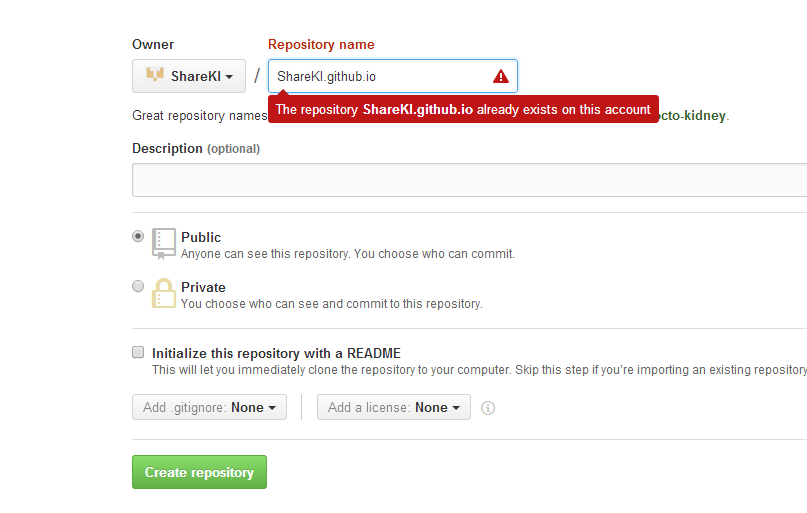 Owner Repository name
ShareKI / ShareKI.github.io
The repository ShareKI.github.io already exists on this account
Great repository names octo-kidney.
Description (optional)
Public
Anyone can see this repository. You choose who can commit.
Private
You choose who can see and commit to this repository.
Initialize this repository with a README
This will let you immediately clone the repository to your computer. Skip this step if you're importing an existing repository
Add .gitignore: None Add a license: None
Create repository